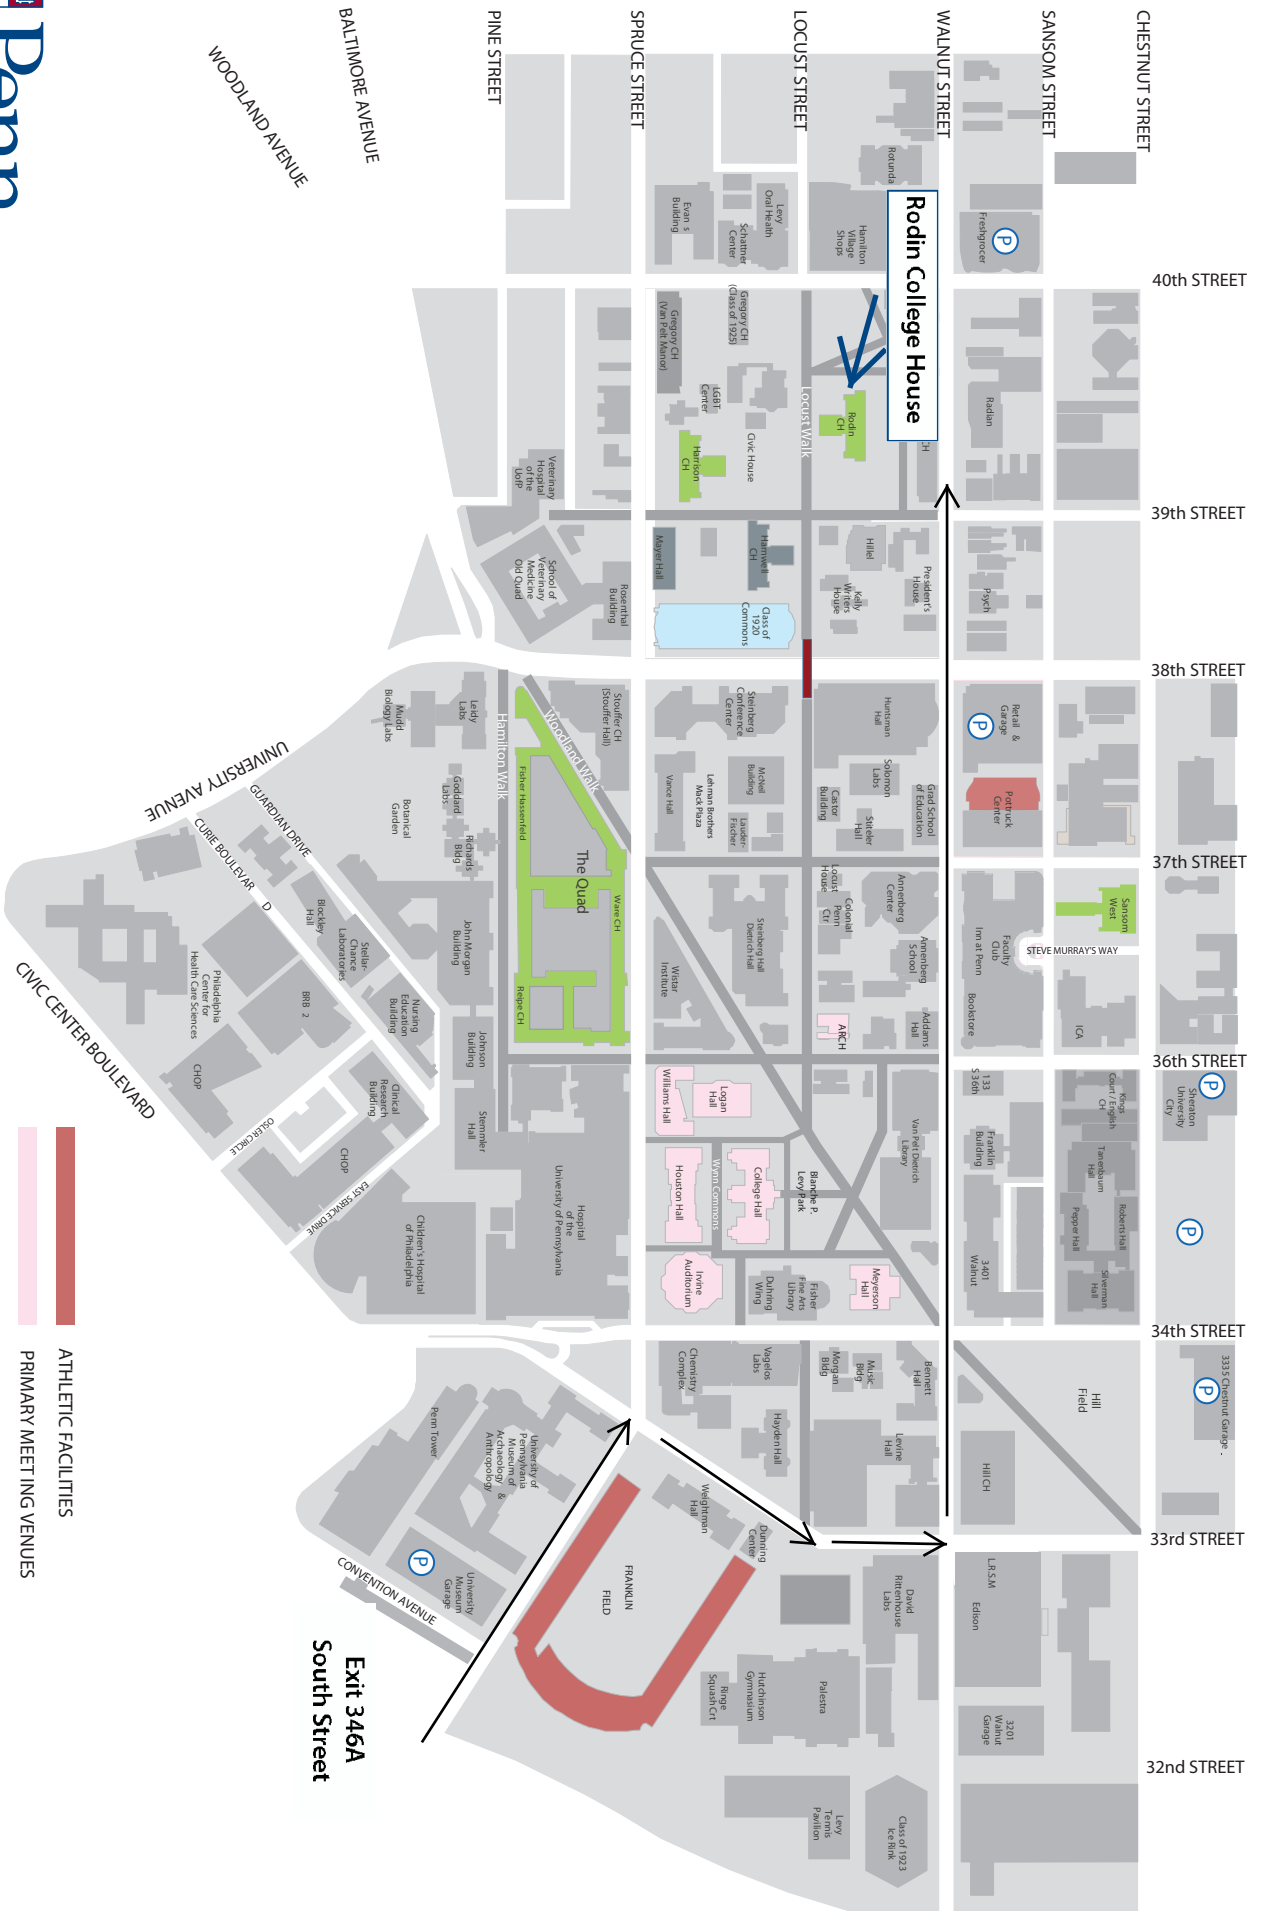 Penn
WOODLAND AVENUE
BALTIMORE AVENUE
PINE STREET
SPRUCE STREET
LOCUST STREET
WALNUT STREET
SANSOM STREET
CHESTNUT STREET
40th STREET
39th STREET
38th STREET
37th STREET
36th STREET
34th STREET
33rd STREET
32nd STREET
Rodin College House
Rotunda
Freshgrocer
P
Levy
Oral Health
Schattner
Center
Evan s
Building
Hamilton
Village
Shops
Gregory CH
(Class of 1925)
Gregory CH
(Van Pelt Manor)
LGBT
Center
Civic House
Harrison
CH
Locust Walk
Rodin
CH
CH
Radian
Veterinary
Hospital
of the
UofP
School of
Veterinary
Medicine
Old Quad
Rosenthal
Building
Mayer Hall
Harnwell
CH
Class of
1920
Commons
Hillel
Kelly
Writers
House
President's
House
Psych
Mudd
Biology Labs
Leidy
Labs
Hamilton Walk
Woodland Walk
Stouffer CH
(Stouffer Hall)
Steinberg
Conference
Center
Huntsman
Hall
Retail &
Garage
P
Pottruck
Center
UNIVERSITY AVENUE
GUARDIAN DRIVE
CURIE BOULEVAR D
Botanical
Garden
Goddard
Labs
Richards
Bldg
Fisher Hassenfeld
The Quad
Ware CH
Reipe CH
Vance Hall
Lehman Brothers
Mack Plaza
McNeil
Building
Lauder-
Fischer
Castor
Building
Solomon
Labs
Stiteler
Hall
Grad School
of Education
Locust
House
Colonial
Penn
Ctr
Annenberg
Center
Annenberg
School
Addams
Hall
ARCH
Steinberg Hall
Dietrich Hall
Wistar
Institute
Faculty
Club
Inn at Penn
Bookstore
Sansom
West
STEVE MURRAY'S WAY
ICA
Blockley
Hall
Stellar-
Chance
Laboratories
John Morgan
Building
Nursing
Education
Building
BRB 2
Philadelphia
Center for
Health Care Sciences
CHOP
Johnson
Building
Stemmler
Hall
Clinical
Research
Building
CHOP
OSLER CIRCLE
EAST SERVICE DRIVE
CIVIC CENTER BOULEVARD
Children's Hospital
of Philadelphia
Hospital
of the
University of Pennsylvania
Williams Hall
Logan
Hall
Houston Hall
Wynn Commons
College Hall
Blanche P.
Levy Park
Van Pelt Dietrich
Library
133
S 36th
Franklin
Building
3401
Walnut
Kings
Court / English
CH
Tanenbaum
Hall
Pepper Hall
Roberts Hall
Silverman
Hall
Sheraton
University
City
P
P
Irvine
Auditorium
Duhring
Wing
Fisher
Fine Arts
Library
Meyerson
Hall
Chemistry
Complex
Vagelos
Labs
Hayden Hall
Morgan
Bldg
Music
Bldg
Bennett
Hall
Levine
Hall
Hill CH
Hill
Field
3335 Chestnut Garage
P
Penn Tower
University of
Pennsylvania
Museum of
Archaeology &
Anthropology
P
University
Museum
Garage
CONVENTION AVENUE
Weightman
Hall
Dunning
Center
FRANKLIN
FIELD
David
Rittenhouse
Labs
L.R.S.M
Edison
3201
Walnut
Garage
Palestra
Hutchinson
Gymnasium
Ringe
Squash Crt
Levy
Tennis
Pavilion
Class of 1923
Ice Rink
Exit 346A
South Street
ATHLETIC FACILITIES
PRIMARY MEETING VENUES